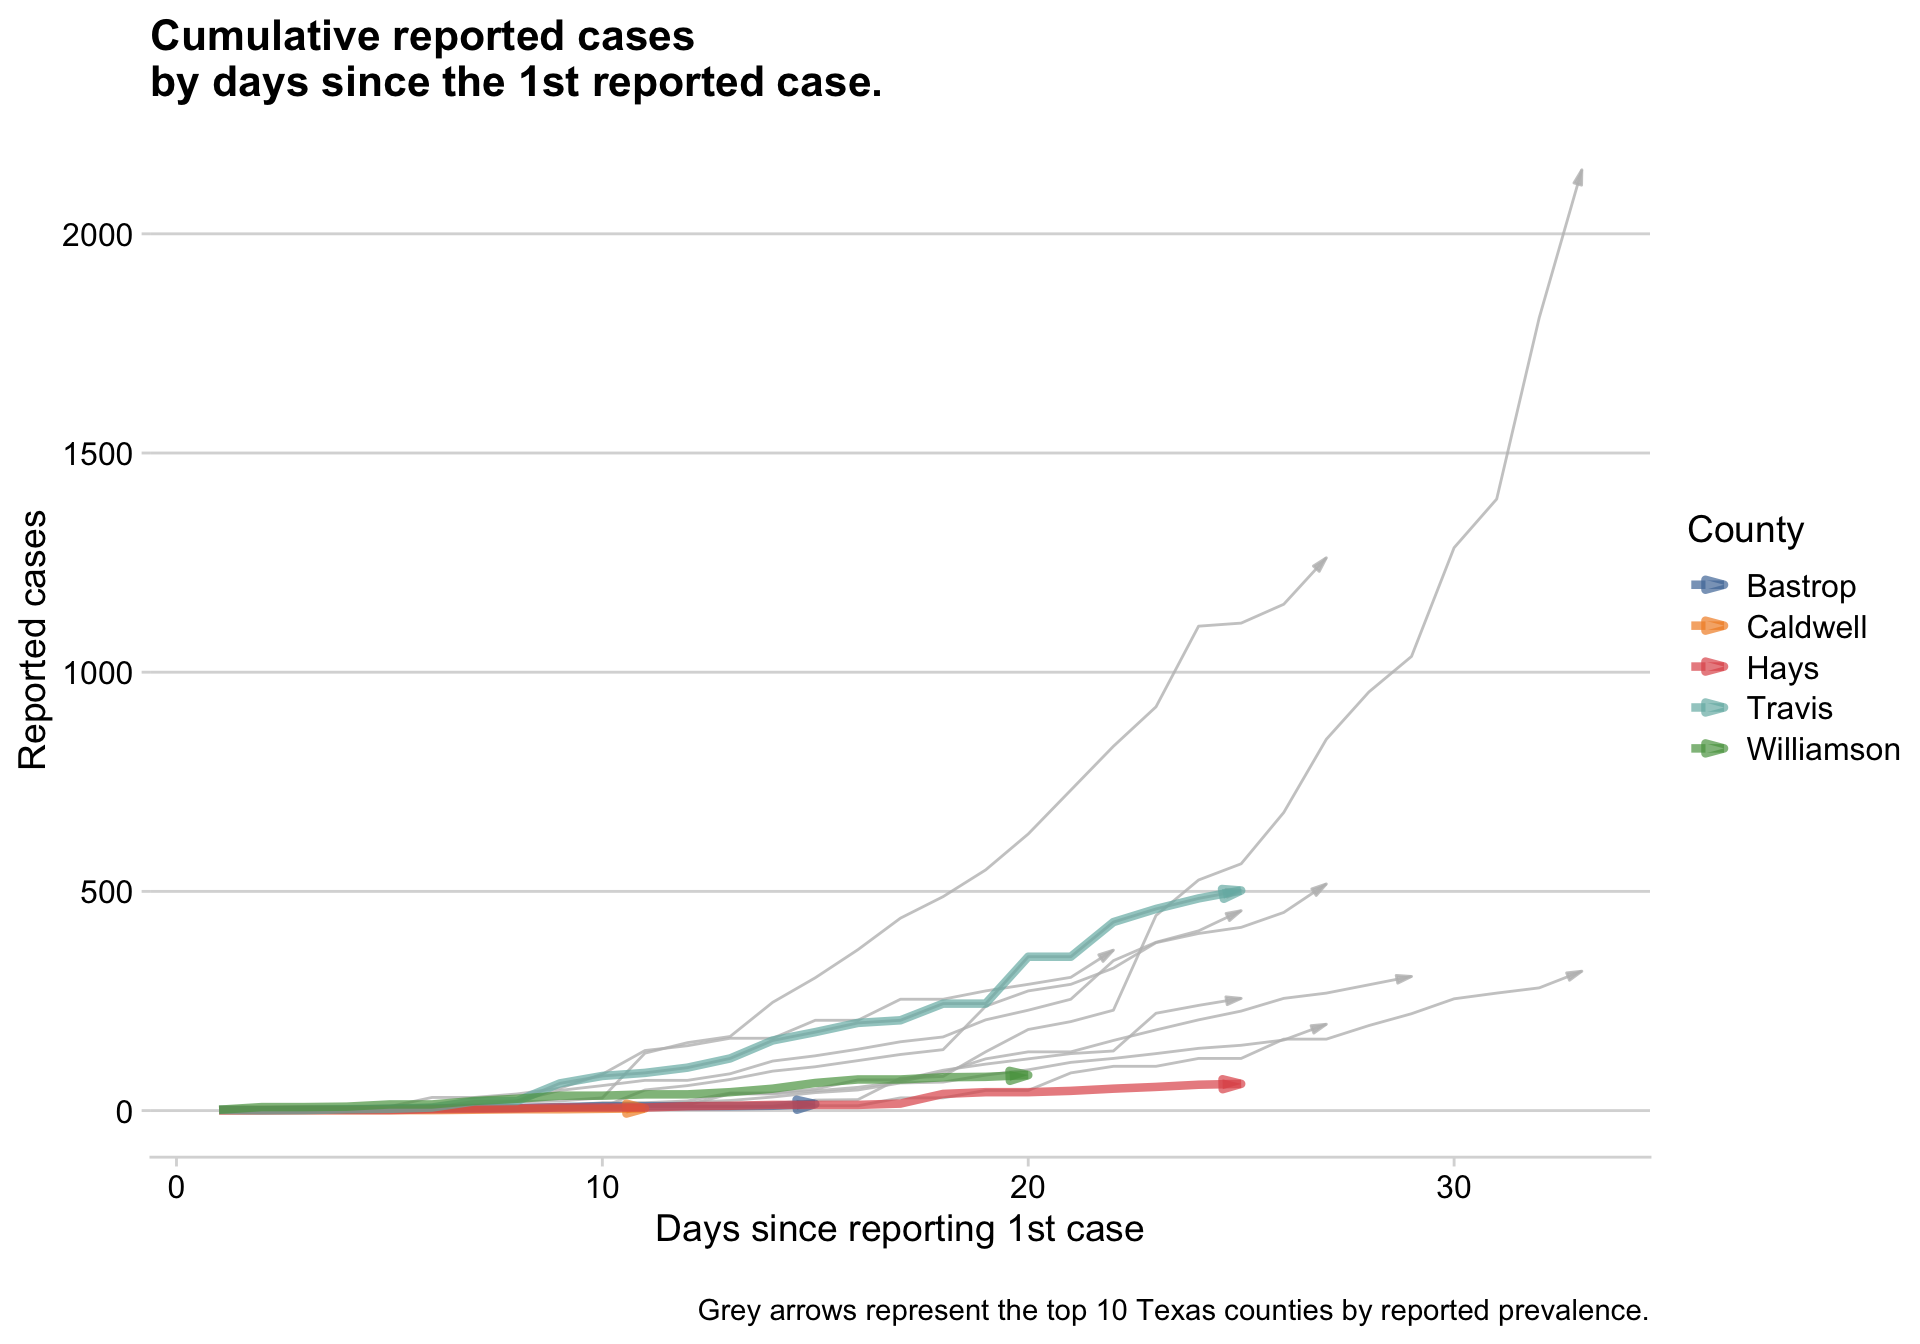 Cumulative reported cases
by days since the 1st reported case.
2000
1500
1000
500
0
Reported cases
0 10 20 30
Days since reporting 1st case
County
Bastrop
Caldwell
Hays
Travis
Williamson
Grey arrows represent the top 10 Texas counties by reported prevalence.